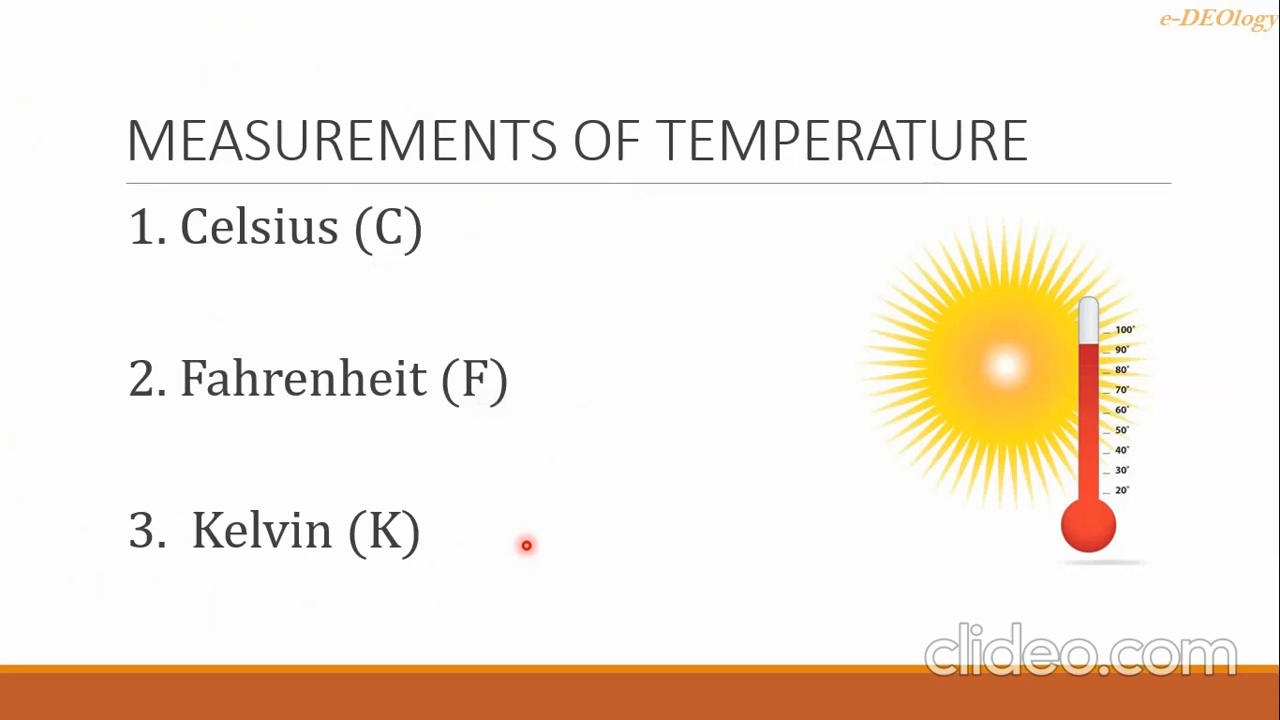 e-DEOlogy
MEASUREMENTS OF TEMPERATURE
1. Celsius (C)
2. Fahrenheit (F)
3. Kelvin (K)
100°
90°
80°
70°
60°
50°
40°
30°
20°
clideo.com